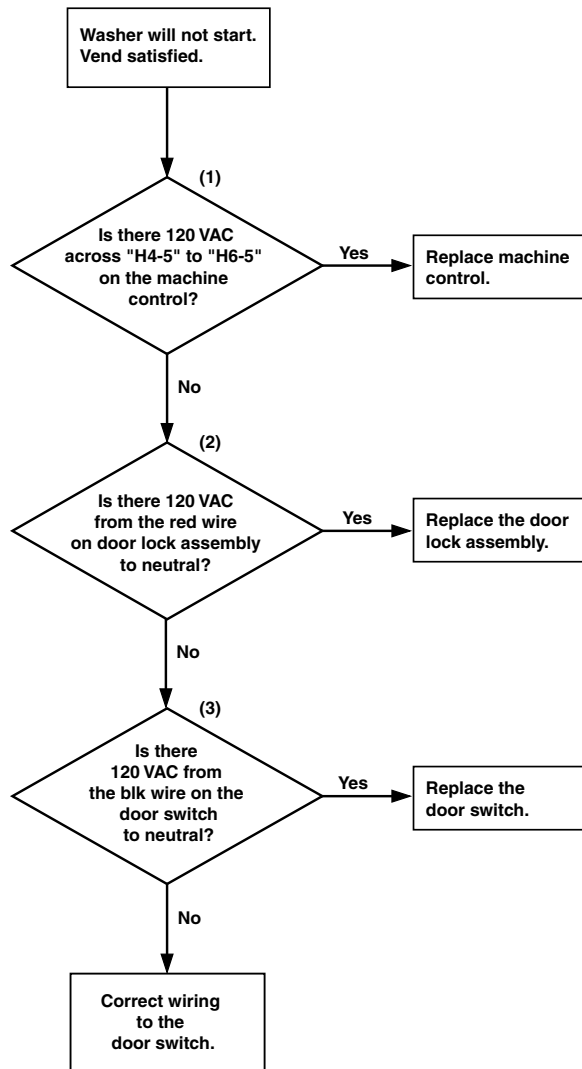 Washer will not start.
Vend satisfied.
(1)
Is there 120 VAC
across "H4-5" to "H6-5"
on the machine
control?
Yes
Replace machine
control.
No
(2)
Is there 120 VAC
from the red wire
on door lock assembly
to neutral?
Yes
Replace the door
lock assembly.
No
(3)
Is there
120 VAC from
the blk wire on the
door switch
to neutral?
Yes
Replace the
door switch.
No
Correct wiring
to the
door switch.